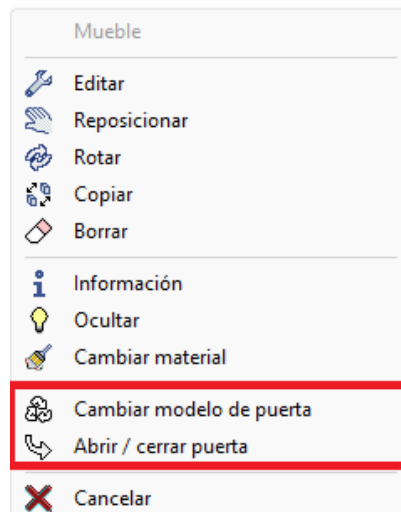 Mueble
Editar
Reposicionar
Rotar
Copiar
Borrar
Información
Ocultar
Cambiar material
Cambiar modelo de puerta
Abrir / cerrar puerta
Cancelar